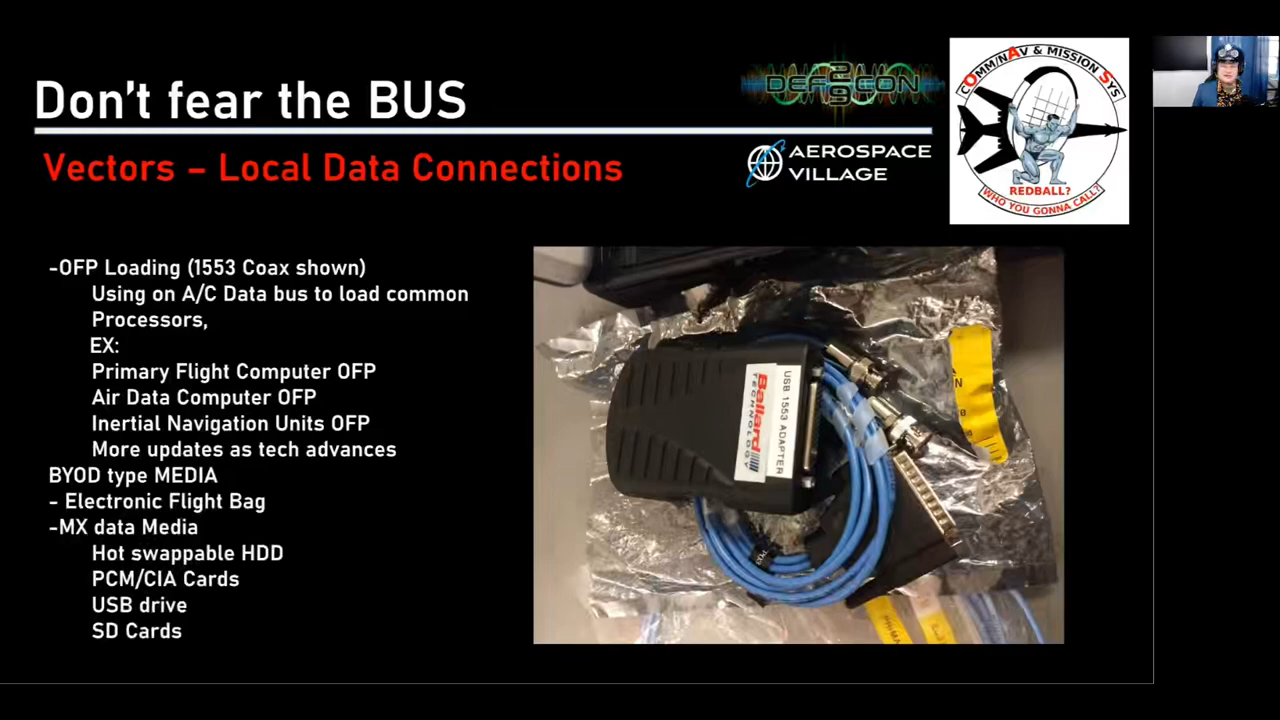 Don't fear the BUS
DEF CON
29
AEROSPACE
VILLAGE
COMM/NAV & MISSION SYS
REDBALL?
WHO YOU GONNA CALL?
Vectors – Local Data Connections
-OFP Loading (1553 Coax shown)
Using on A/C Data bus to load common
Processors,
EX:
Primary Flight Computer OFP
Air Data Computer OFP
Inertial Navigation Units OFP
More updates as tech advances
BYOD type MEDIA
- Electronic Flight Bag
-MX data Media
Hot swappable HDD
PCM/CIA Cards
USB drive
SD Cards
Ballard
TECHNOLOGY
USB 1553 ADAPTER